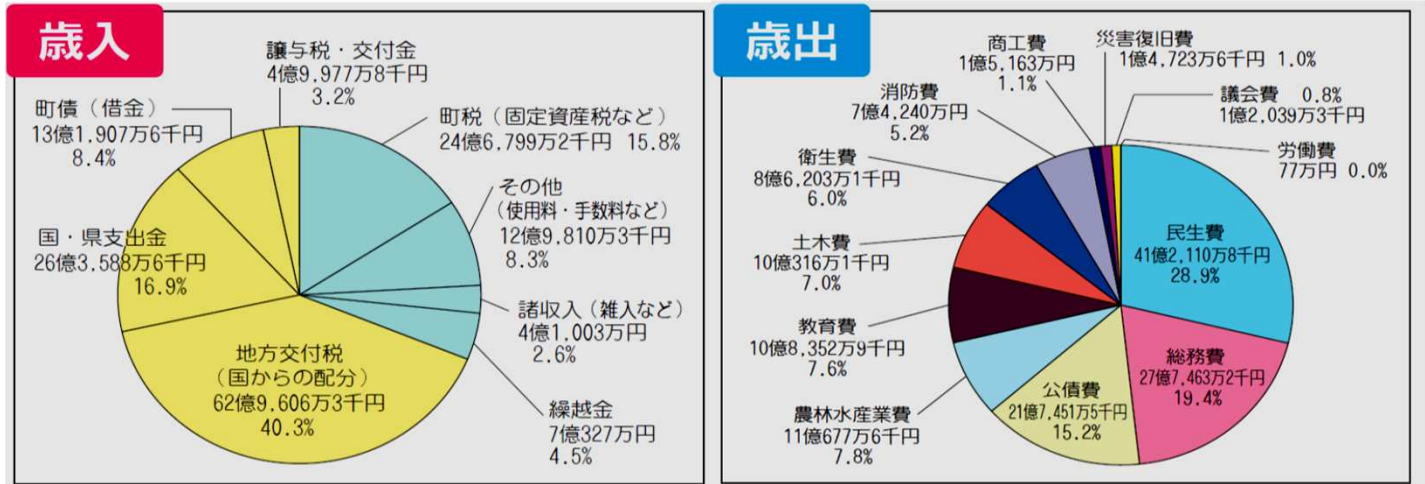 歳入
譲与税・交付金
4億9,977万8千円
3.2%
町債（借金）
13億1,907万6千円
8.4%
町税（固定資産税など）
24億6,799万2千円 15.8%
その他
（使用料・手数料など）
12億9,810万3千円
8.3%
国・県支出金
26億3,588万6千円
16.9%
諸収入（雑入など）
4億1,003万円
2.6%
地方交付税
（国からの配分）
62億9,606万3千円
40.3%
繰越金
7億327万円
4.5%
歳出
商工費
1億5,163万円
1.1%
災害復旧費
1億4,723万6千円 1.0%
議会費 0.8%
1億2,039万3千円
消防費
7億4,240万円
5.2%
労働費
77万円 0.0%
衛生費
8億6,203万1千円
6.0%
民生費
41億2,110万8千円
28.9%
土木費
10億316万1千円
7.0%
教育費
10億8,352万9千円
7.6%
総務費
27億7,463万2千円
19.4%
公債費
21億7,451万5千円
15.2%
農林水産業費
11億677万6千円
7.8%